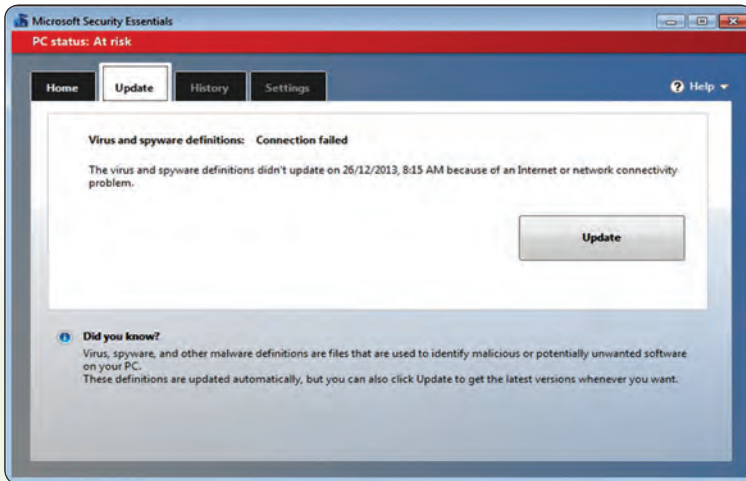 Microsoft Security Essentials
PC status: At risk
Home Update History Settings Help
Virus and spyware definitions: Connection failed
The virus and spyware definitions didn't update on 26/12/2013, 8:15 AM because of an Internet or network connectivity
problem.
Update
Did you know?
Virus, spyware, and other malware definitions are files that are used to identify malicious or potentially unwanted software
on your PC.
These definitions are updated automatically, but you can also click Update to get the latest versions whenever you want.